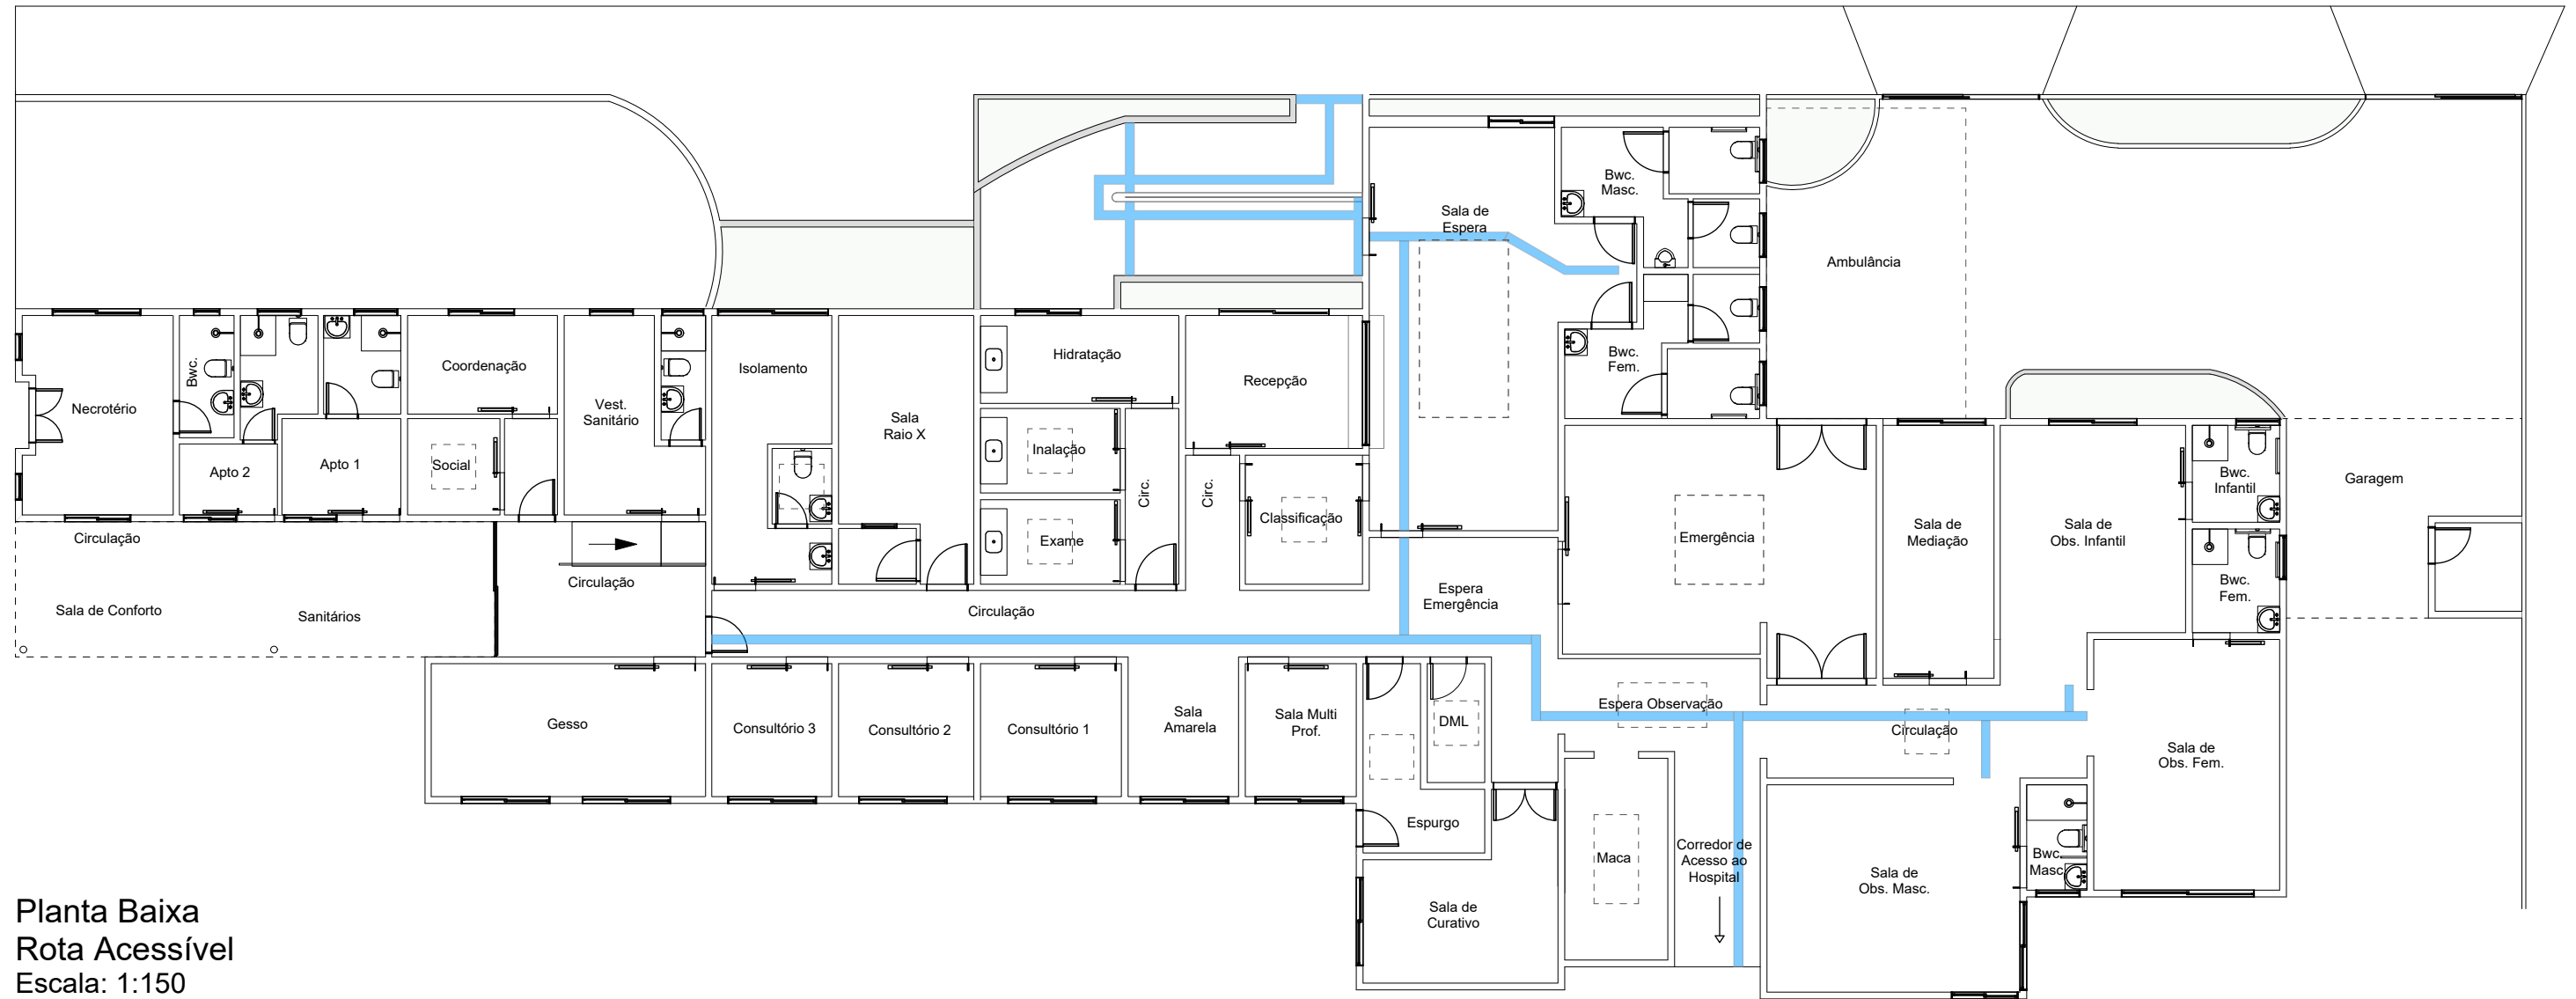 Bwc.
Masc.
Sala de
Espera
Ambulância
Hidratação
Isolamento
Coordenação
Bwc.
Recepção
Bwc.
Fem.
Necrotério
Vest.
Sanitário
Sala
Raio X
Inalação
Apto 2
Apto 1
Social
Circ.
Circ.
Bwc.
Infantil
Garagem
Classificação
Circulação
Exame
Emergência
Sala de
Mediação
Sala de
Obs. Infantil
Circulação
Bwc.
Fem.
Espera
Emergência
Sala de Conforto
Sanitários
Circulação
Gesso
Consultório 3
Consultório 2
Consultório 1
Sala
Amarela
Sala Multi
Prof.
DML
Espera Observação
Circulação
Sala de
Obs. Fem.
Espurgo
Maca
Corredor de
Acesso ao
Hospital
Bwc.
Masc.
Sala de
Obs. Masc.
Sala de
Curativo
Planta Baixa
Rota Acessível
Escala: 1:150